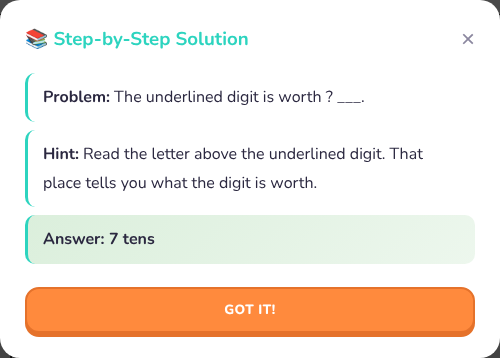 📚 Step-by-Step Solution ×
Problem: The underlined digit is worth ? ___.
Hint: Read the letter above the underlined digit. That
place tells you what the digit is worth.
Answer: 7 tens
GOT IT!